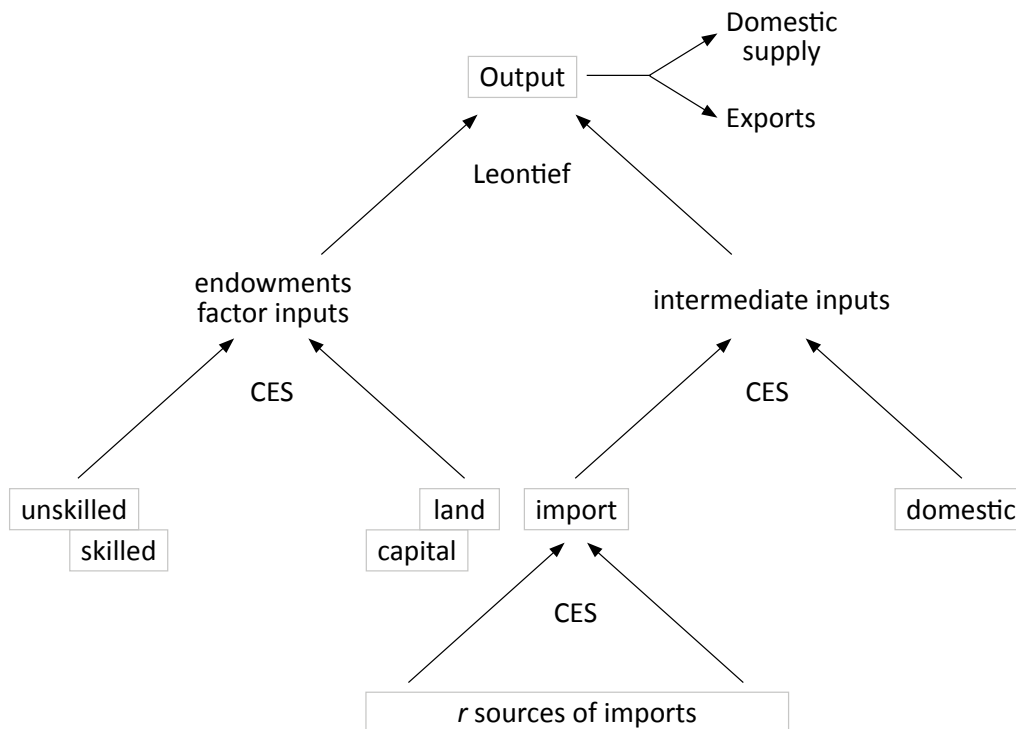 Domestic
supply
Output
Exports
Leontief
endowments
factor inputs
intermediate inputs
CES
CES
unskilled
land
import
domestic
skilled
capital
CES
r sources of imports